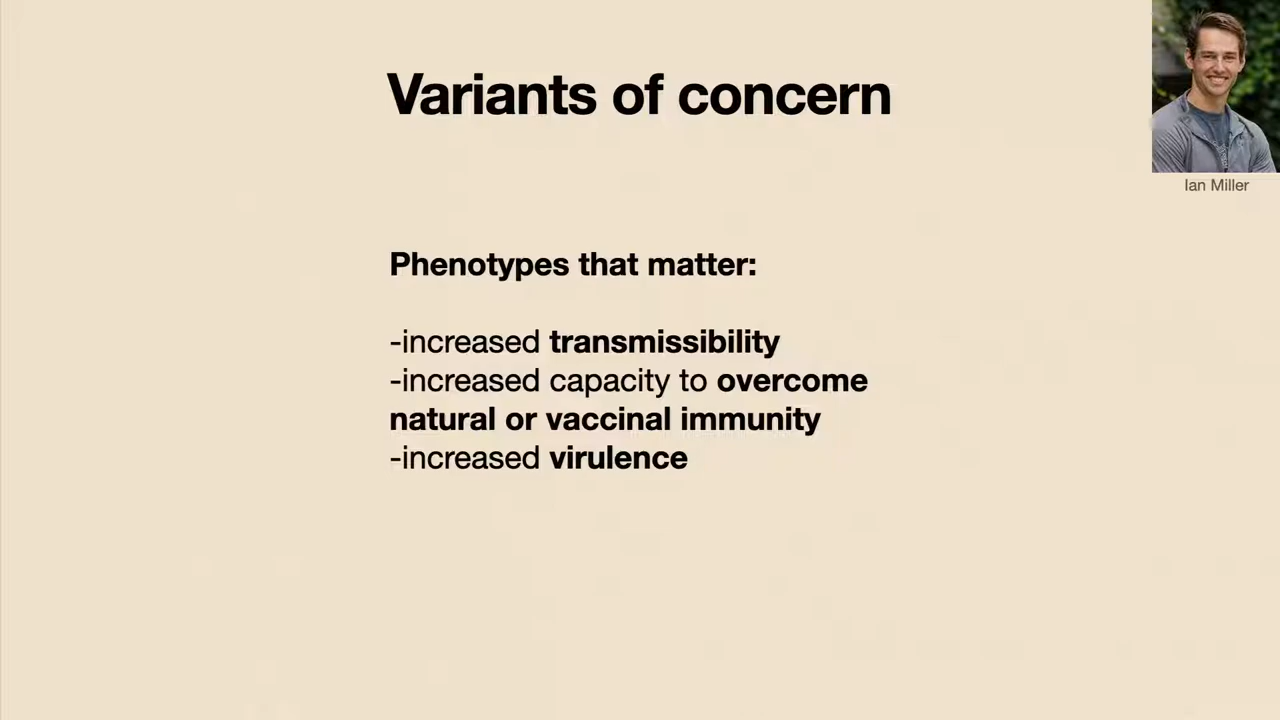 Variants of concern
Ian Miller
Phenotypes that matter:
-increased transmissibility
-increased capacity to overcome
natural or vaccinal immunity
-increased virulence